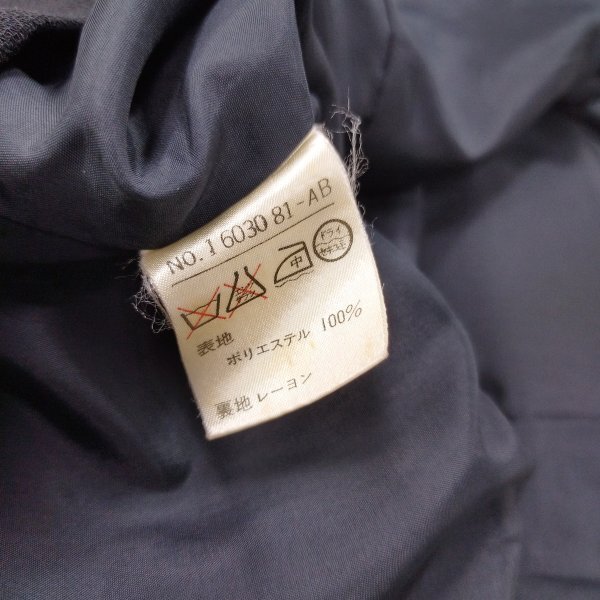 NO.1 6030 81-AB
中
ドライ
表地
ポリエステル 100%
裏地 レーヨン